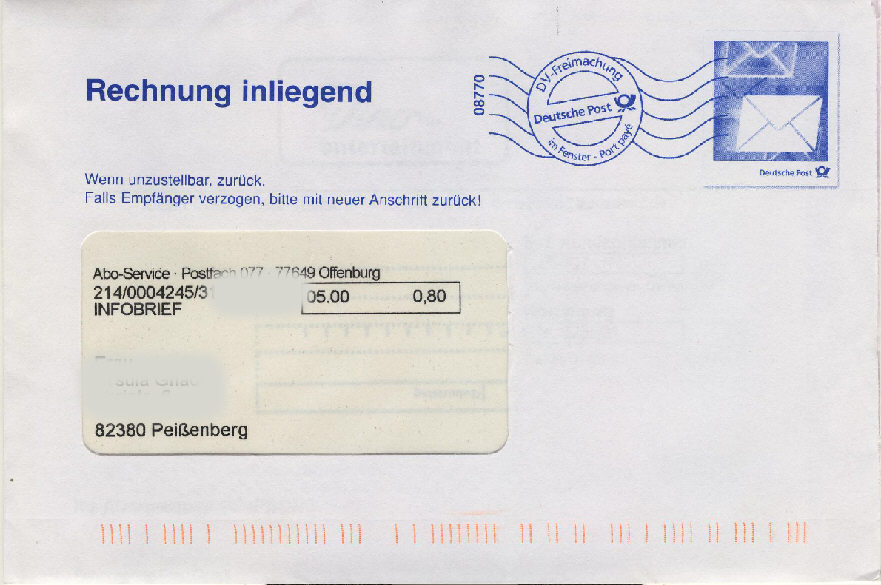 Rechnung inliegend
08770
DV-Freimachung
Deutsche Post
im Fenster - Port payé
Deutsche Post
Wenn unzustellbar, zurück.
Falls Empfänger verzogen, bitte mit neuer Anschrift zurück!
Abo-Service · Postfach 077 · 77649 Offenburg
214/0004245/31 05.00 0,80
INFOBRIEF
82380 Peißenberg